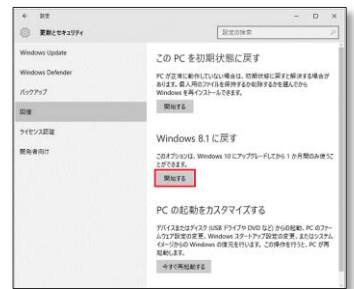 設定
更新とセキュリティ
設定の検索
Windows Update
Windows Defender
バックアップ
回復
ライセンス認証
開発者向け
この PC を初期状態に戻す
PC が正常に動作していない場合は、初期状態に戻すと解決する場合が
あります。個人用のファイルを保持するか削除するかを選んでから
Windows を再インストールできます。
開始する
Windows 8.1 に戻す
このオプションは、Windows 10 にアップグレードしてから 1 か月間のみ使うこ
とができます。
開始する
PC の起動をカスタマイズする
デバイスまたはディスク (USB ドライブや DVD など) からの起動、PC のファー
ムウェア設定の変更、Windows スタートアップ設定の変更、またはシステム
イメージからの Windows の復元を行います。この操作を行うと、PC が再
起動します。
今すぐ再起動する